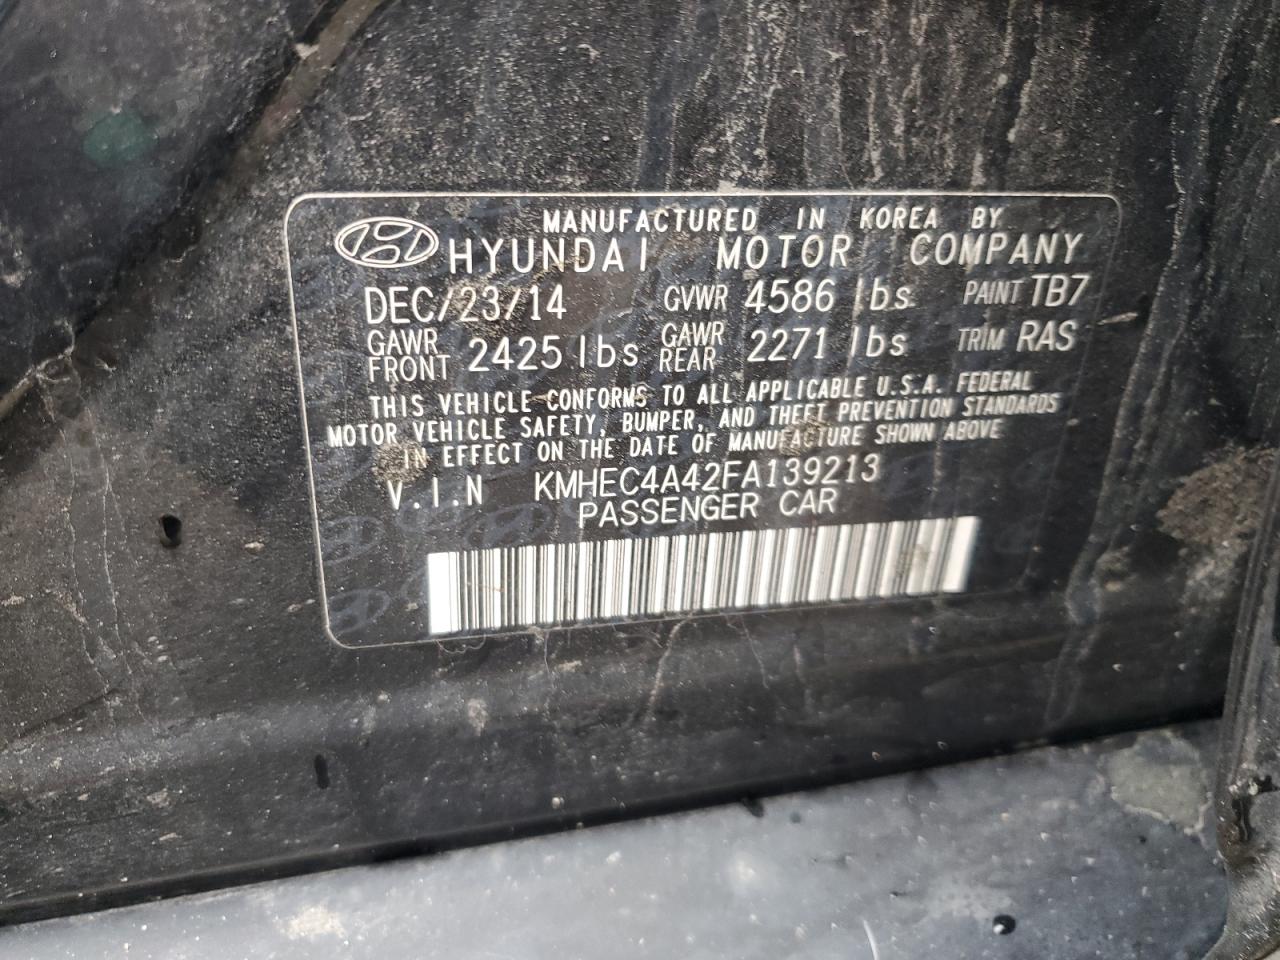 MANUFACTURED IN KOREA BY
HYUNDAI MOTOR COMPANY
DEC/23/14 GVWR 4586 lbs PAINT TB7
GAWR FRONT 2425 lbs GAWR REAR 2271 lbs TRIM RAS
THIS VEHICLE CONFORMS TO ALL APPLICABLE U.S.A. FEDERAL
MOTOR VEHICLE SAFETY, BUMPER, AND THEFT PREVENTION STANDARDS
IN EFFECT ON THE DATE OF MANUFACTURE SHOWN ABOVE
V.I.N KMHEC4A42FA139213
PASSENGER CAR